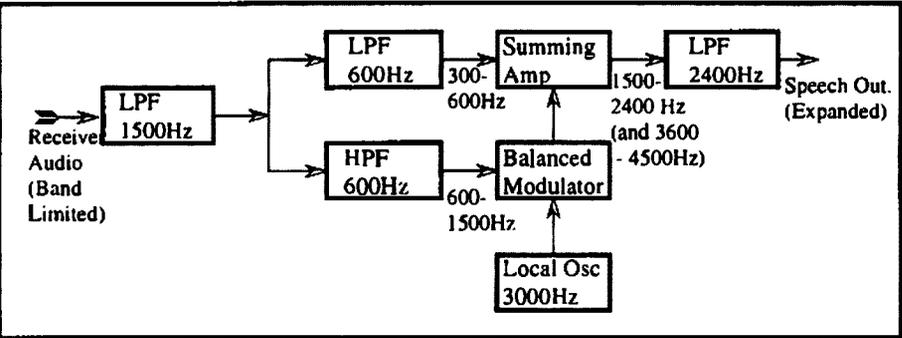 LPF
1500Hz
Receiver
Audio
(Band
Limited)
LPF
600Hz
300-
600Hz
HPF
600Hz
600-
1500Hz
Summing
Amp
Balanced
Modulator
Local Osc
3000Hz
1500-
2400 Hz
(and 3600
- 4500Hz)
LPF
2400Hz
Speech Out.
(Expanded)